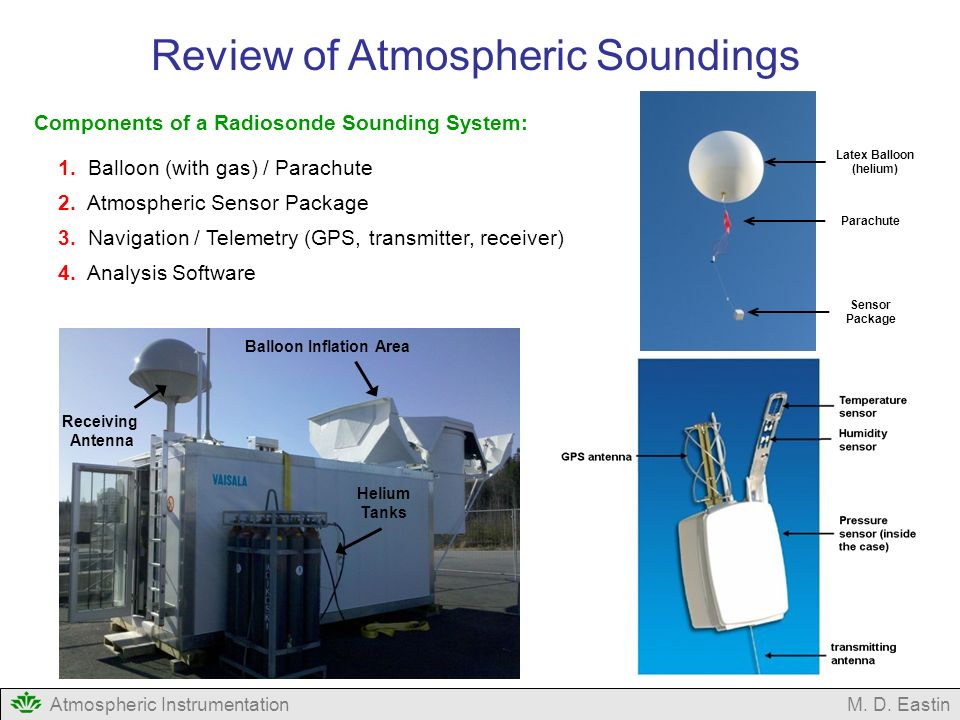 Review of Atmospheric Soundings
Components of a Radiosonde Sounding System:
1. Balloon (with gas) / Parachute
2. Atmospheric Sensor Package
3. Navigation / Telemetry (GPS, transmitter, receiver)
4. Analysis Software
Latex Balloon
(helium)
Parachute
Sensor
Package
Balloon Inflation Area
Receiving
Antenna
VAISALA
Helium
Tanks
Temperature
sensor
Humidity
sensor
GPS antenna
Pressure
sensor (inside
the case)
transmitting
antenna
Atmospheric Instrumentation
M. D. Eastin